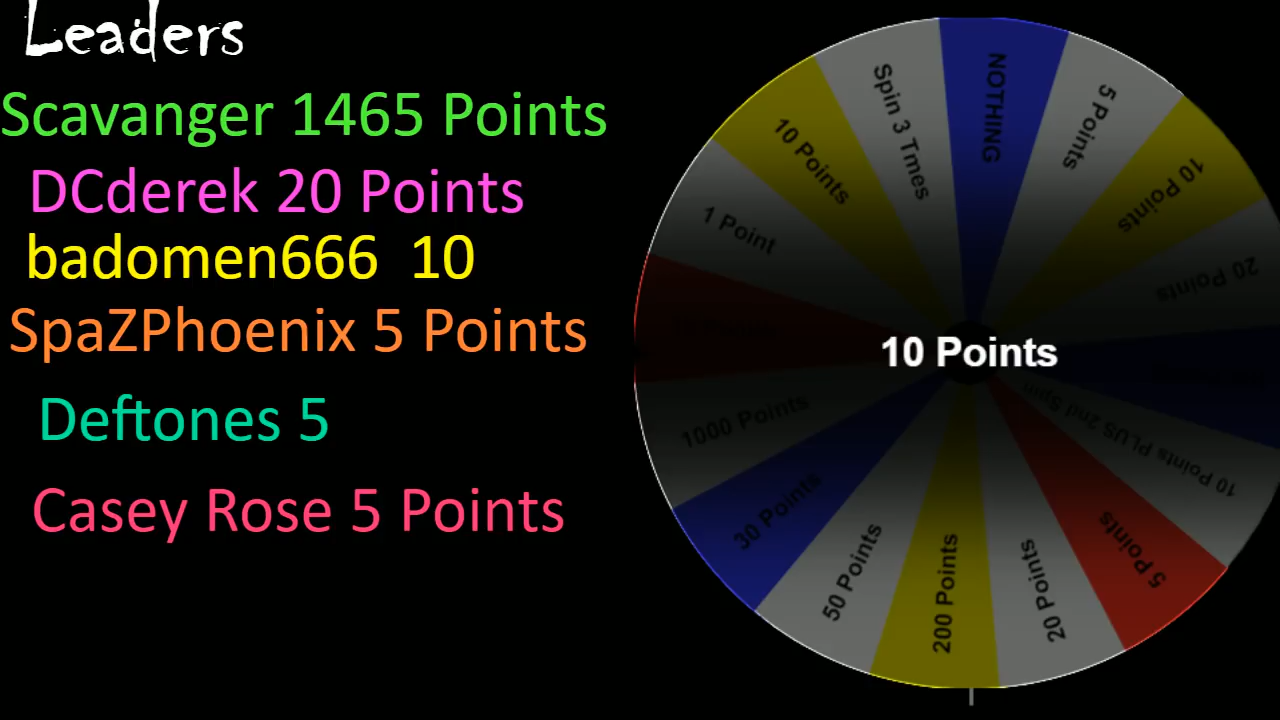 Leaders
Scavanger 1465 Points
DCderek 20 Points
badomen666 10
SpaZPhoenix 5 Points
Deftones 5
Casey Rose 5 Points
NOTHING
5 Points
10 Points
20 Points
10 Points PLUS 2nd Spin
5 Points
20 Points
200 Points
50 Points
30 Points
1000 Points
1 Point
10 Points
Spin 3 Tmes
10 Points